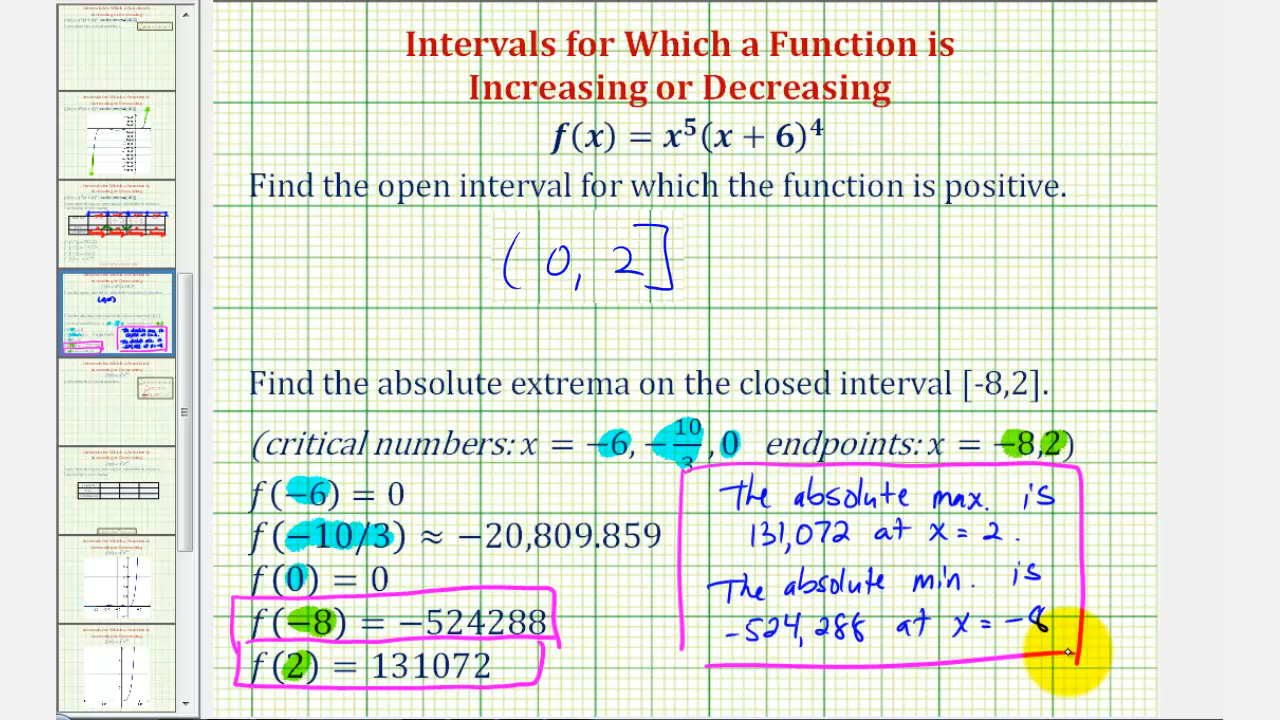 Intervals for Which a Function is
Increasing or Decreasing
f(x) = x⁵(x + 6)⁴
Find the open interval for which the function is positive.
( 0, 2 ]
Find the absolute extrema on the closed interval [-8,2].
(critical numbers: x = −6, −10/3, 0 endpoints: x = −8,2)
f(−6) = 0
f(−10/3) ≈ −20,809.859
f(0) = 0
f(−8) = −524288
f(2) = 131072
The absolute max. is
131,072 at x = 2.
The absolute min. is
-524,288 at x = -8